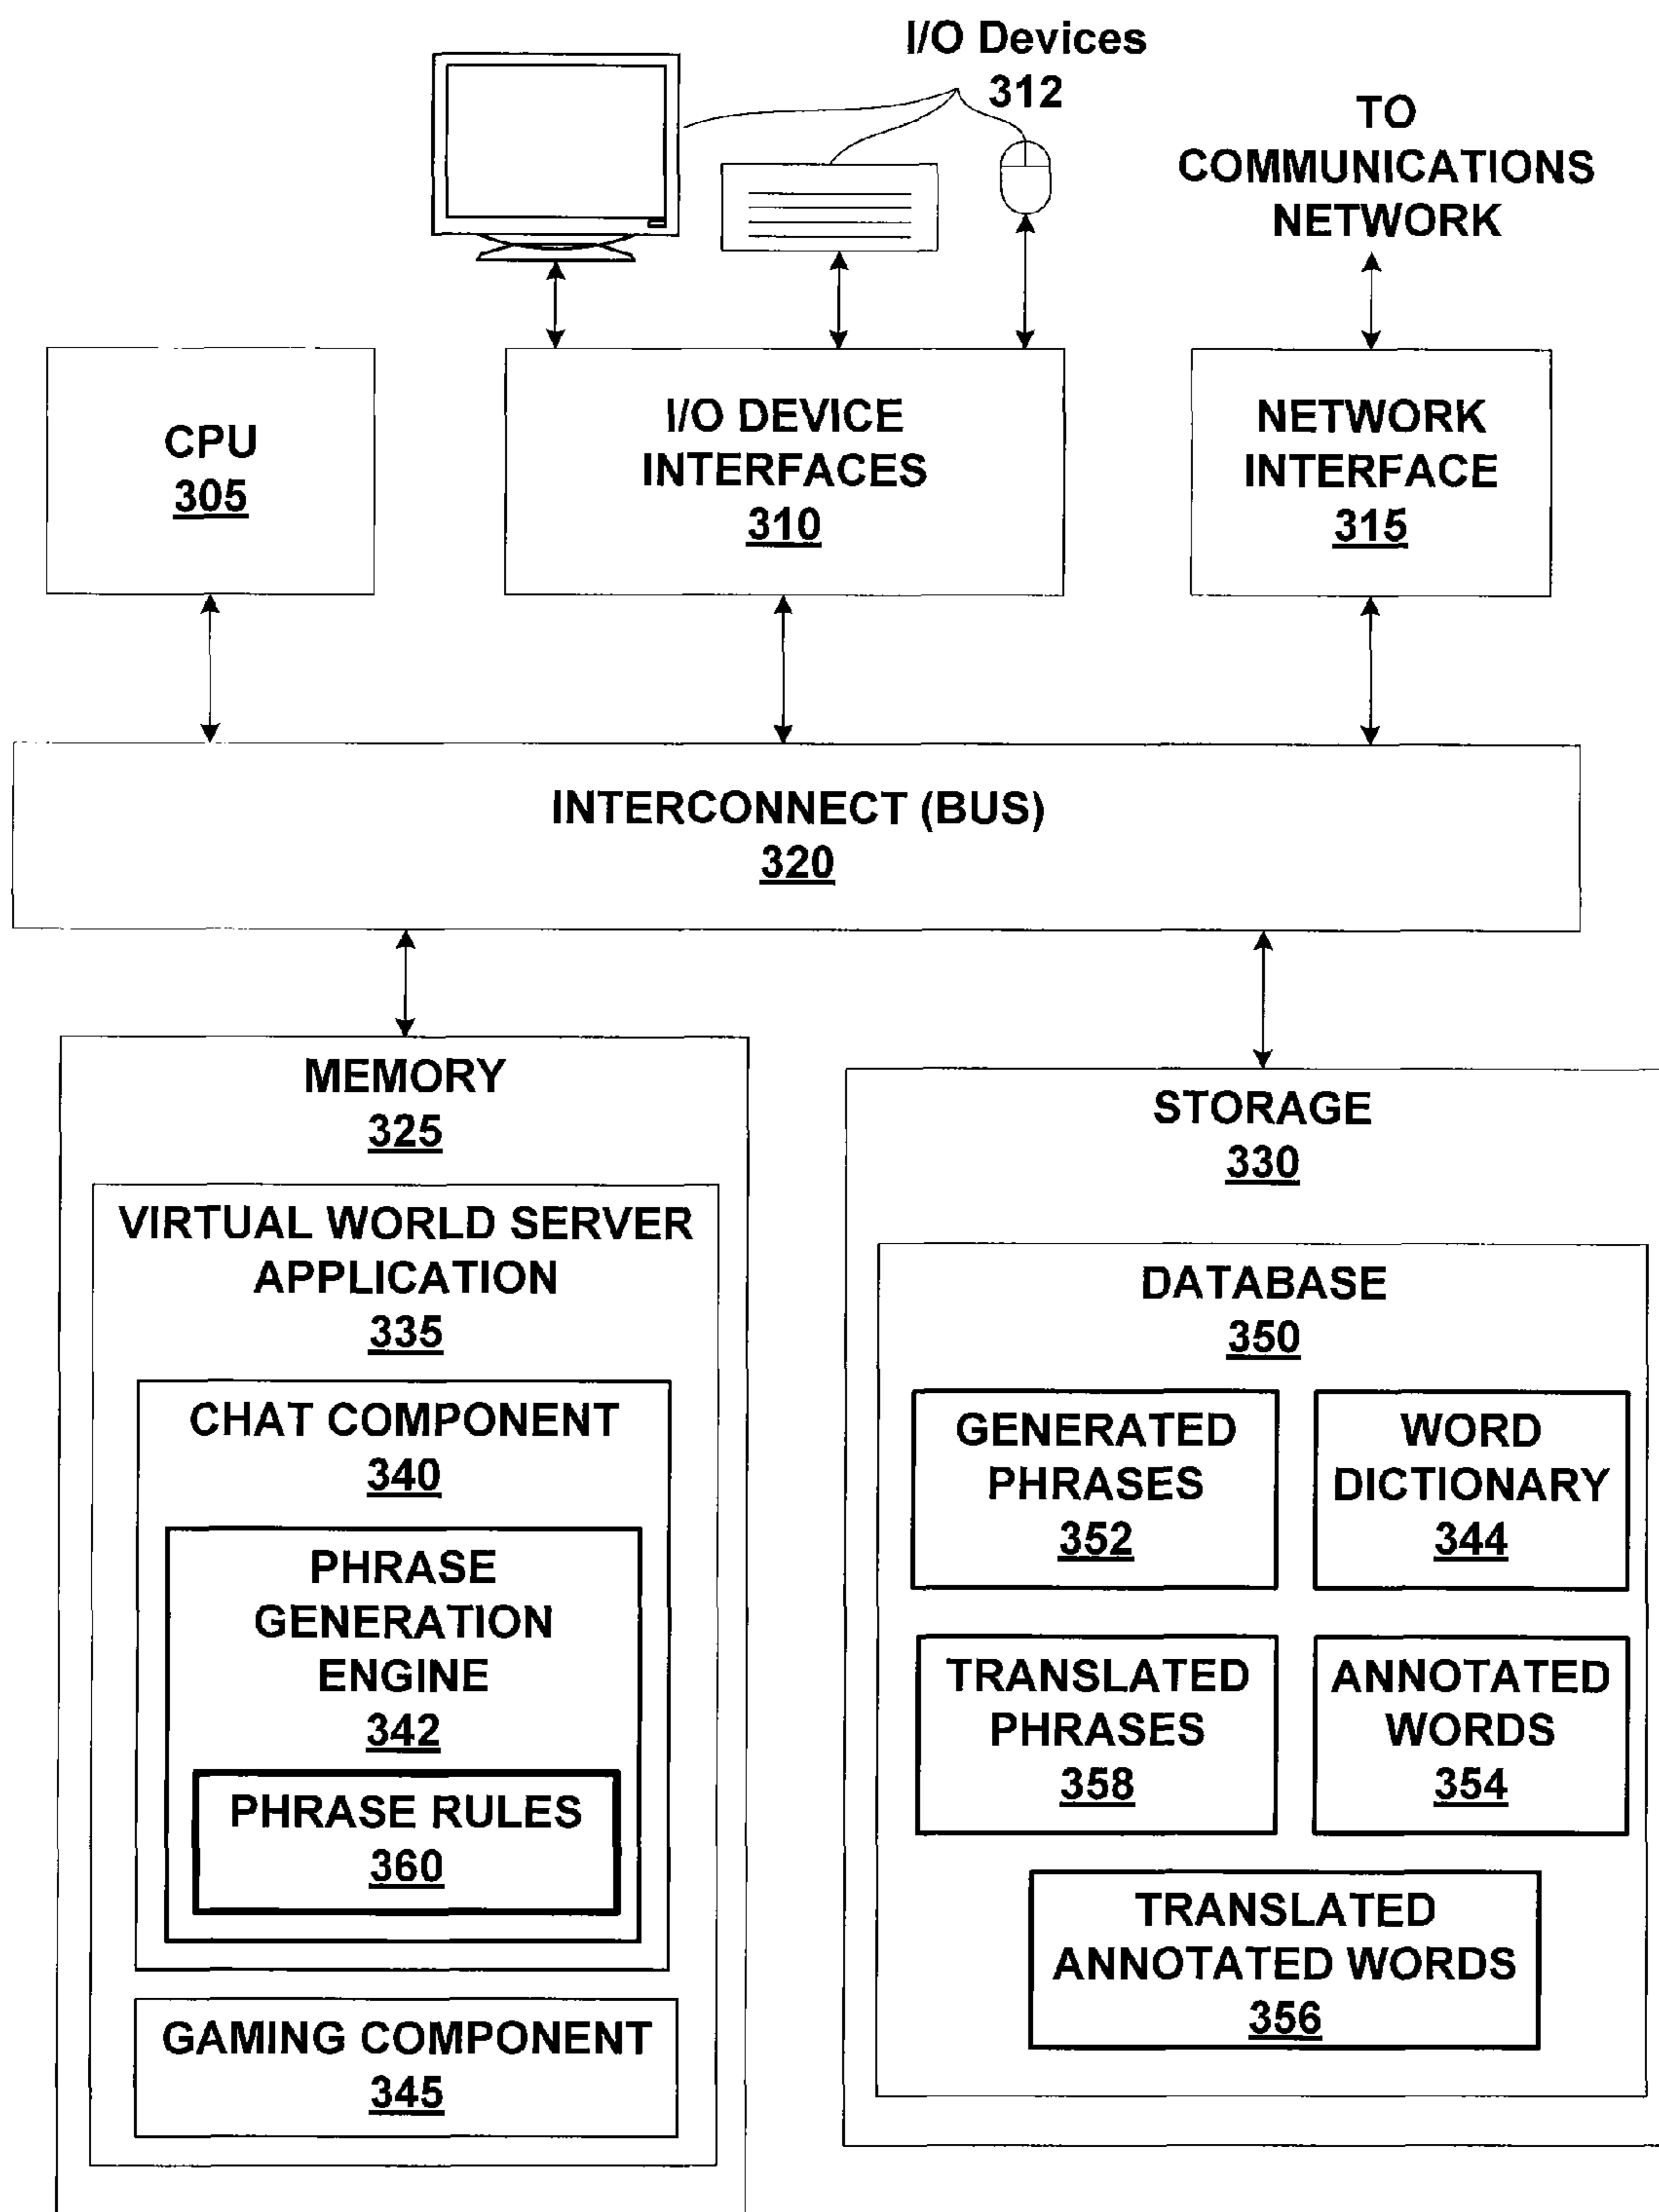 I/O Devices
312
TO
COMMUNICATIONS
NETWORK
CPU
305
I/O DEVICE
INTERFACES
310
NETWORK
INTERFACE
315
INTERCONNECT (BUS)
320
MEMORY
325
VIRTUAL WORLD SERVER
APPLICATION
335
CHAT COMPONENT
340
PHRASE
GENERATION
ENGINE
342
PHRASE RULES
360
GAMING COMPONENT
345
STORAGE
330
DATABASE
350
GENERATED
PHRASES
352
WORD
DICTIONARY
344
TRANSLATED
PHRASES
358
ANNOTATED
WORDS
354
TRANSLATED
ANNOTATED WORDS
356